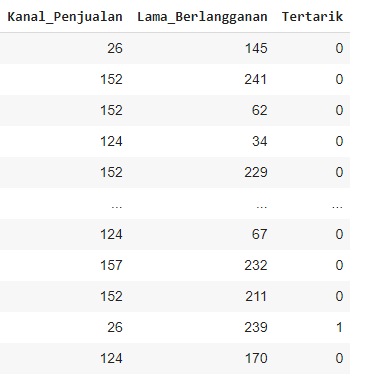 Kanal_Penjualan Lama_Berlangganan Tertarik
26 145 0
152 241 0
152 62 0
124 34 0
152 229 0
... ... ...
124 67 0
157 232 0
152 211 0
26 239 1
124 170 0